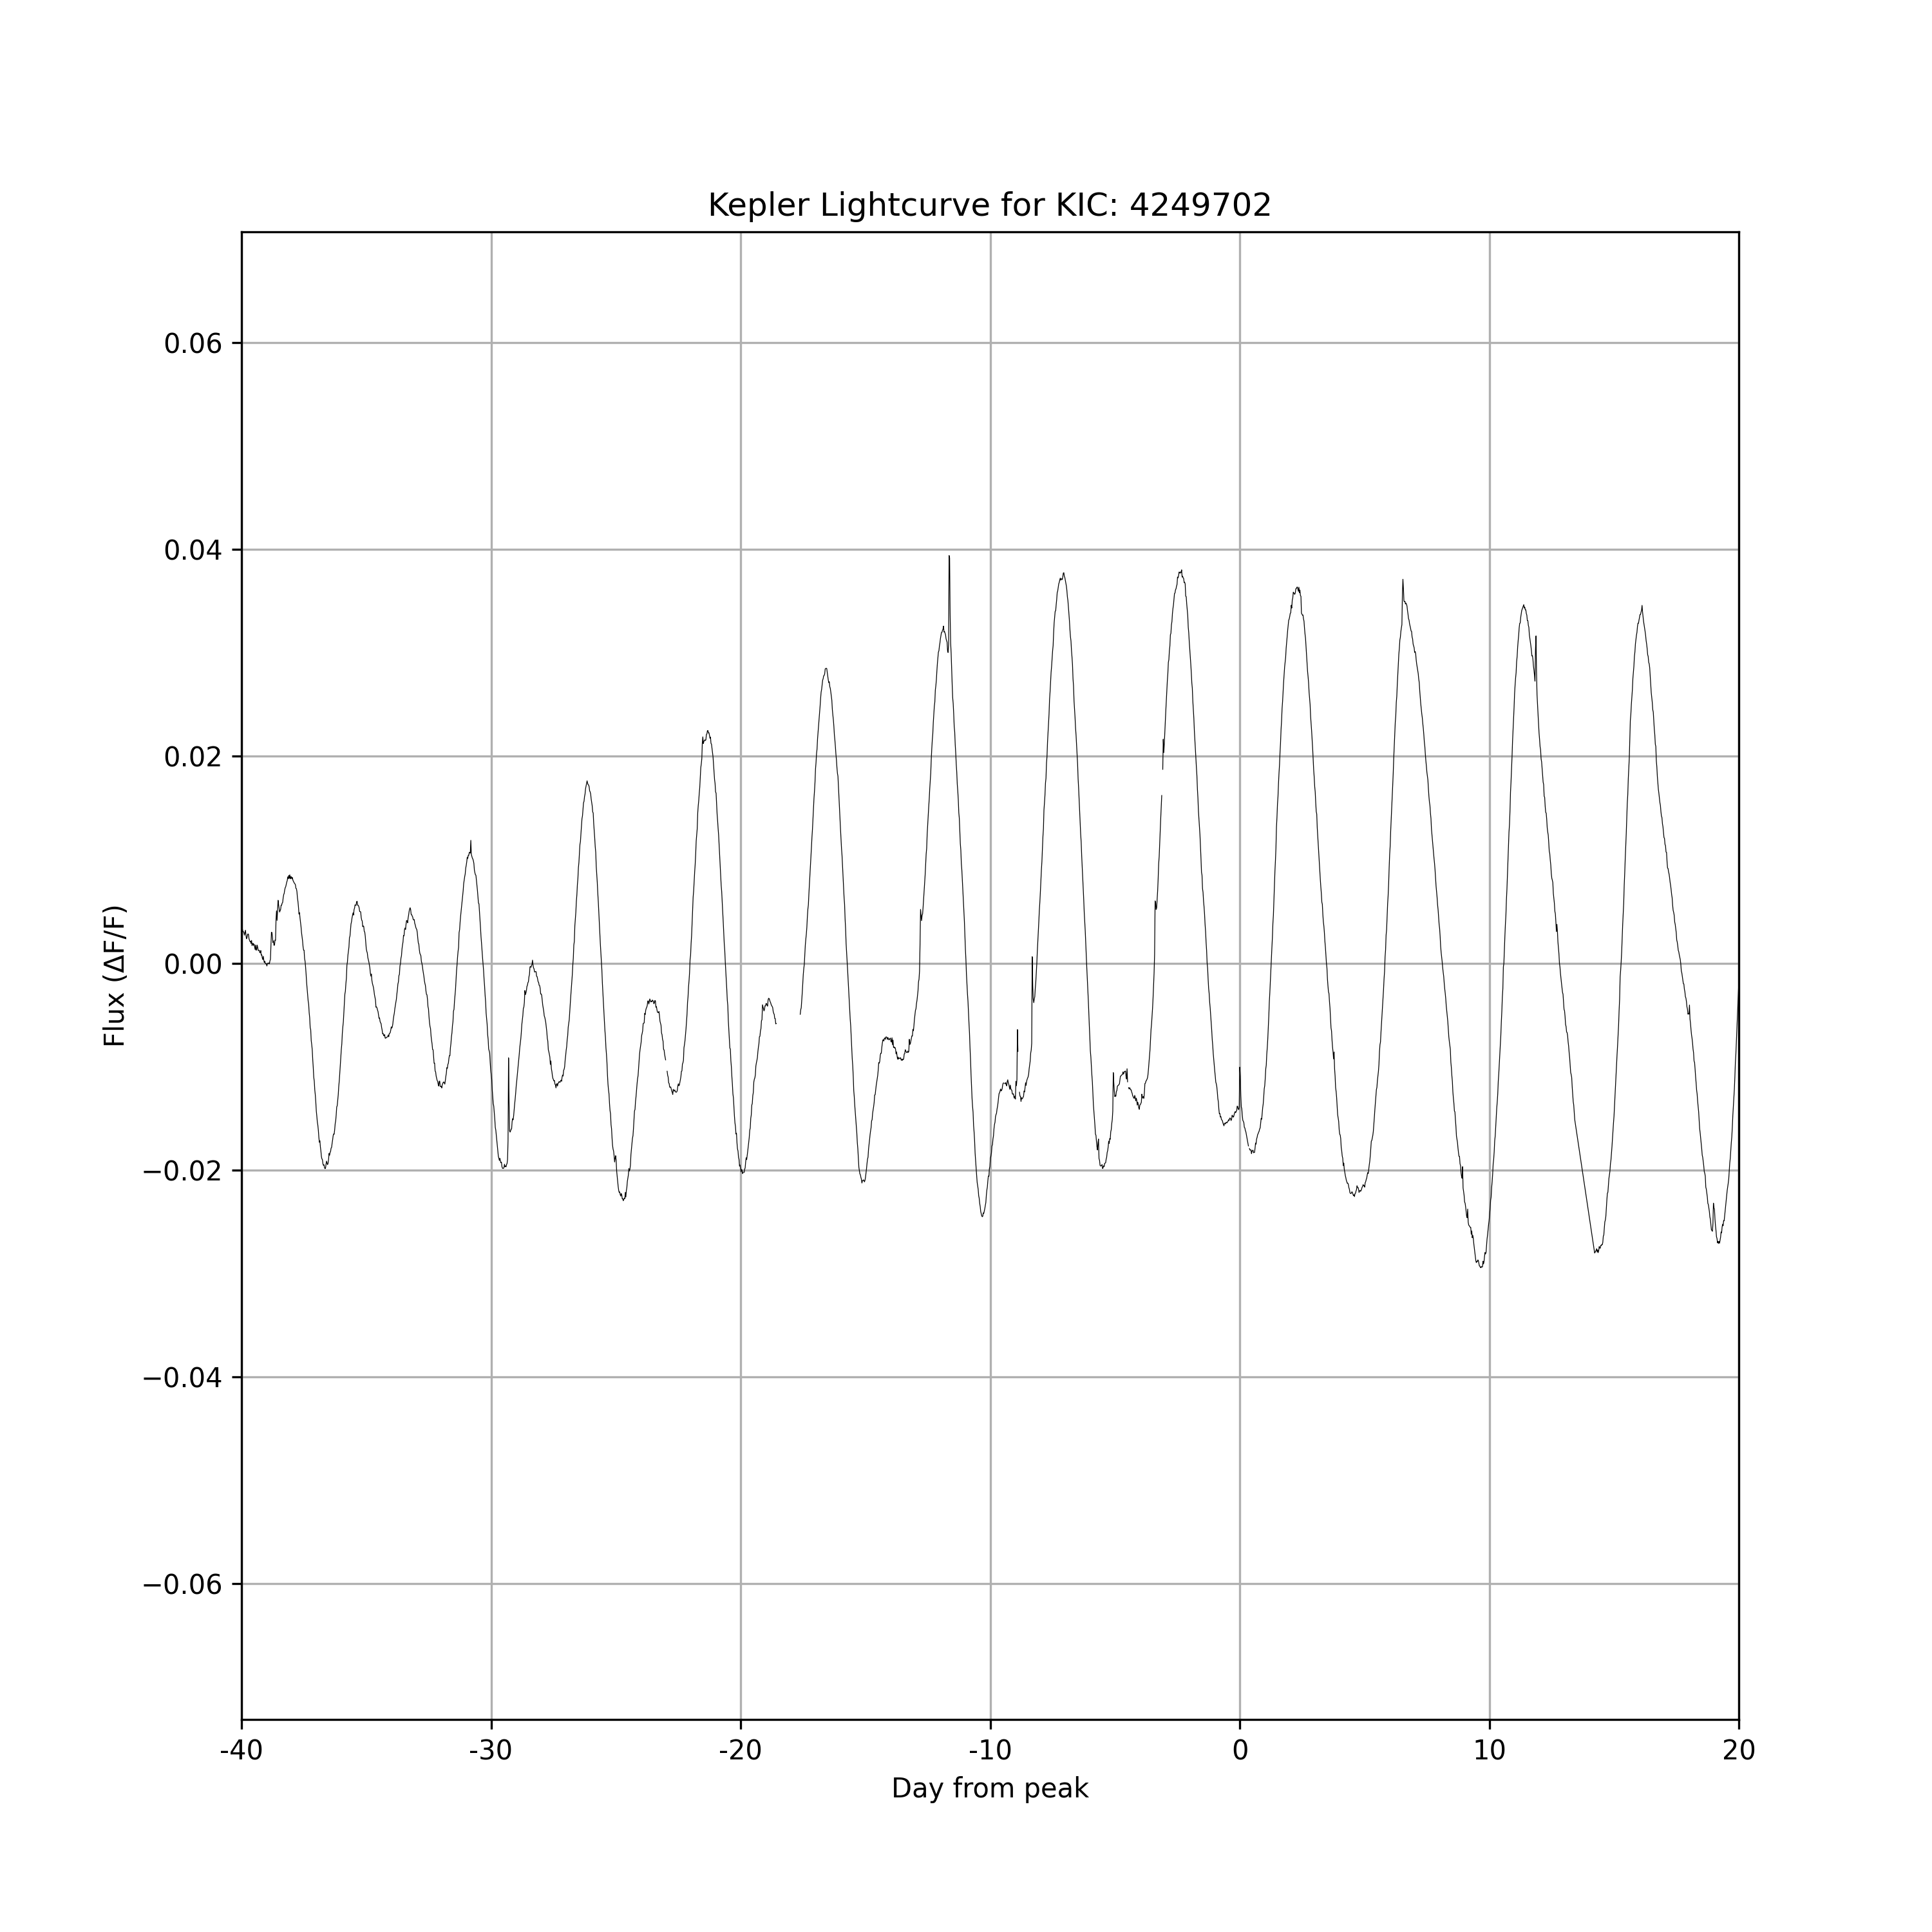 Kepler Lightcurve for KIC: 4249702
Flux (ΔF/F)
0.06
0.04
0.02
0.00
−0.02
−0.04
−0.06
-40 -30 -20 -10 0 10 20
Day from peak